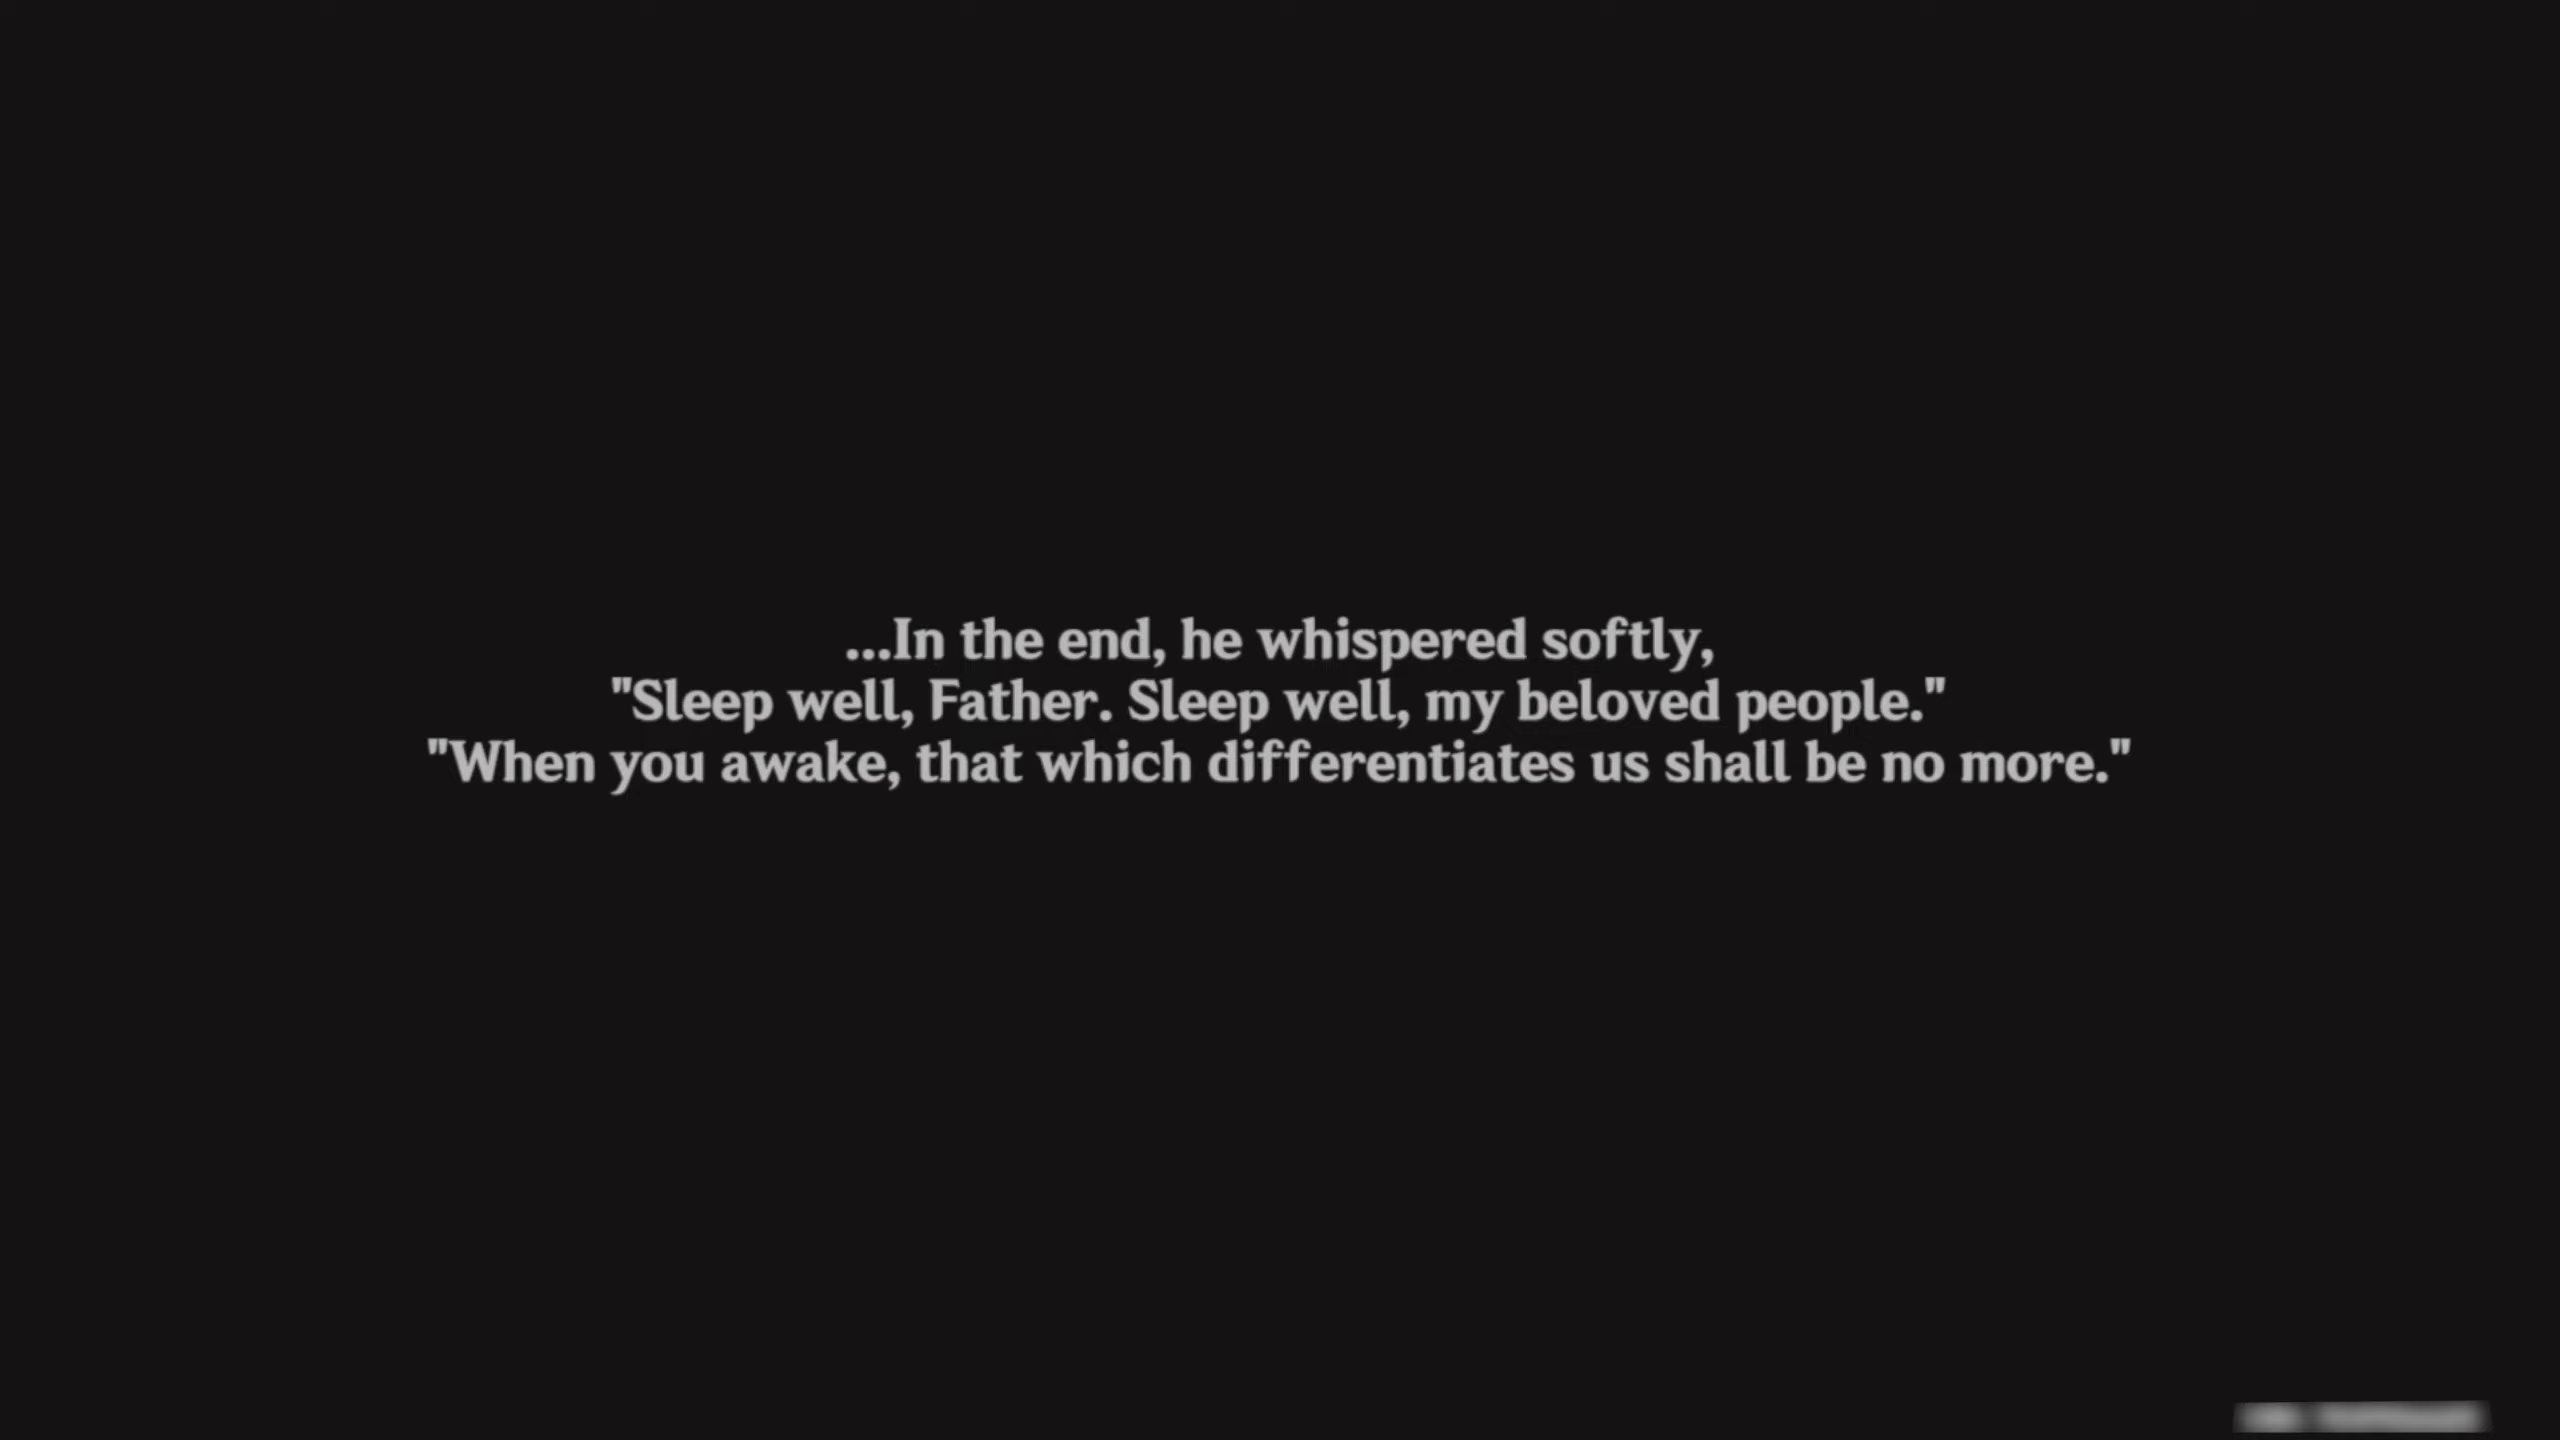 ...In the end, he whispered softly,
"Sleep well, Father. Sleep well, my beloved people."
"When you awake, that which differentiates us shall be no more."